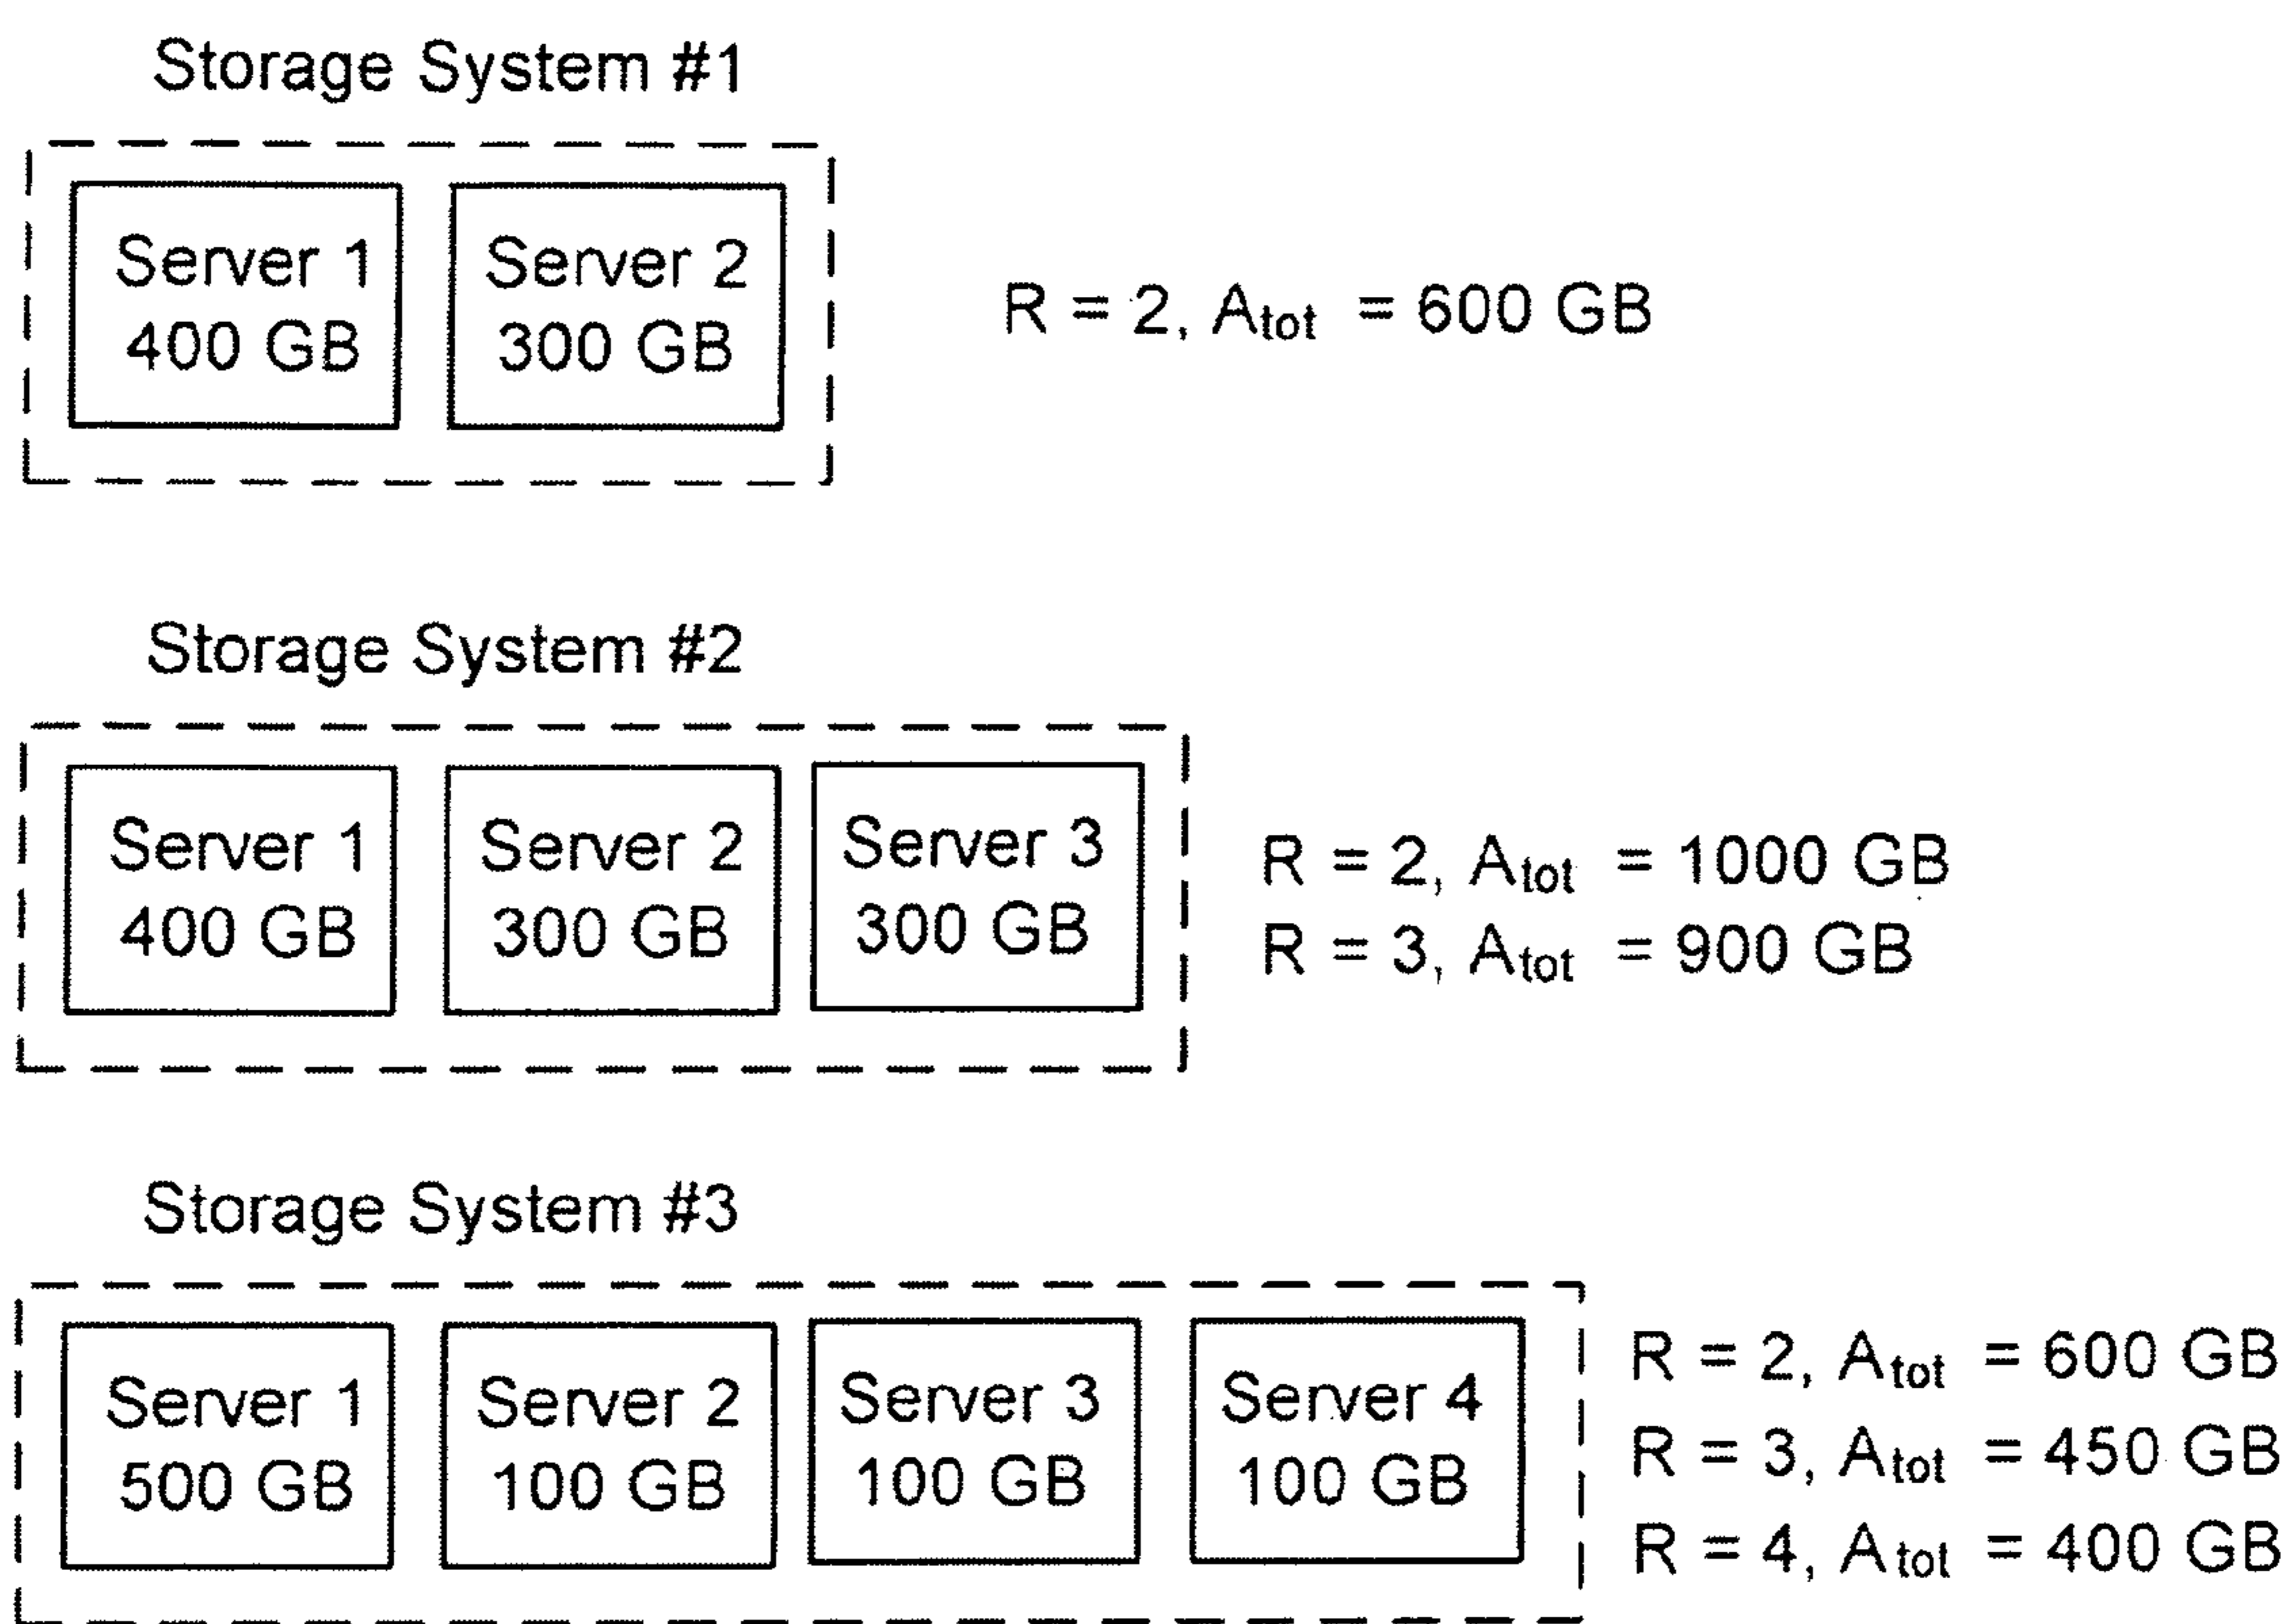 Storage System #1
Server 1
400 GB
Server 2
300 GB
R = 2, Atot = 600 GB
Storage System #2
Server 1
400 GB
Server 2
300 GB
Server 3
300 GB
R = 2, Atot = 1000 GB
R = 3, Atot = 900 GB
Storage System #3
Server 1
500 GB
Server 2
100 GB
Server 3
100 GB
Server 4
100 GB
R = 2, Atot = 600 GB
R = 3, Atot = 450 GB
R = 4, Atot = 400 GB